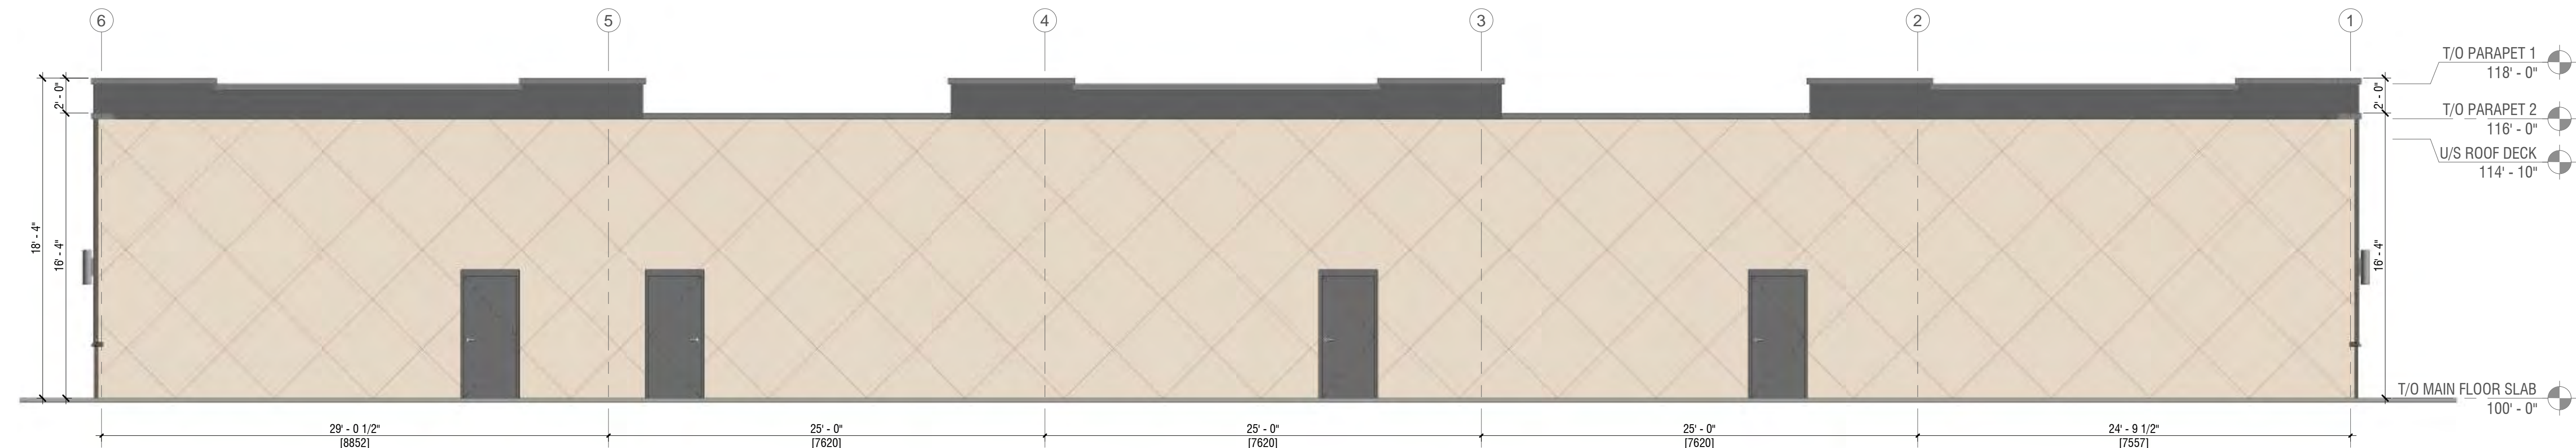 6
5
4
3
2
1
T/O PARAPET 1
118' - 0"
T/O PARAPET 2
116' - 0"
U/S ROOF DECK
114' - 10"
T/O MAIN FLOOR SLAB
100' - 0"
18' - 4"
2' - 0"
16' - 4"
2' - 0"
16' - 4"
29' - 0 1/2"
[8852]
25' - 0"
[7620]
25' - 0"
[7620]
25' - 0"
[7620]
24' - 9 1/2"
[7557]